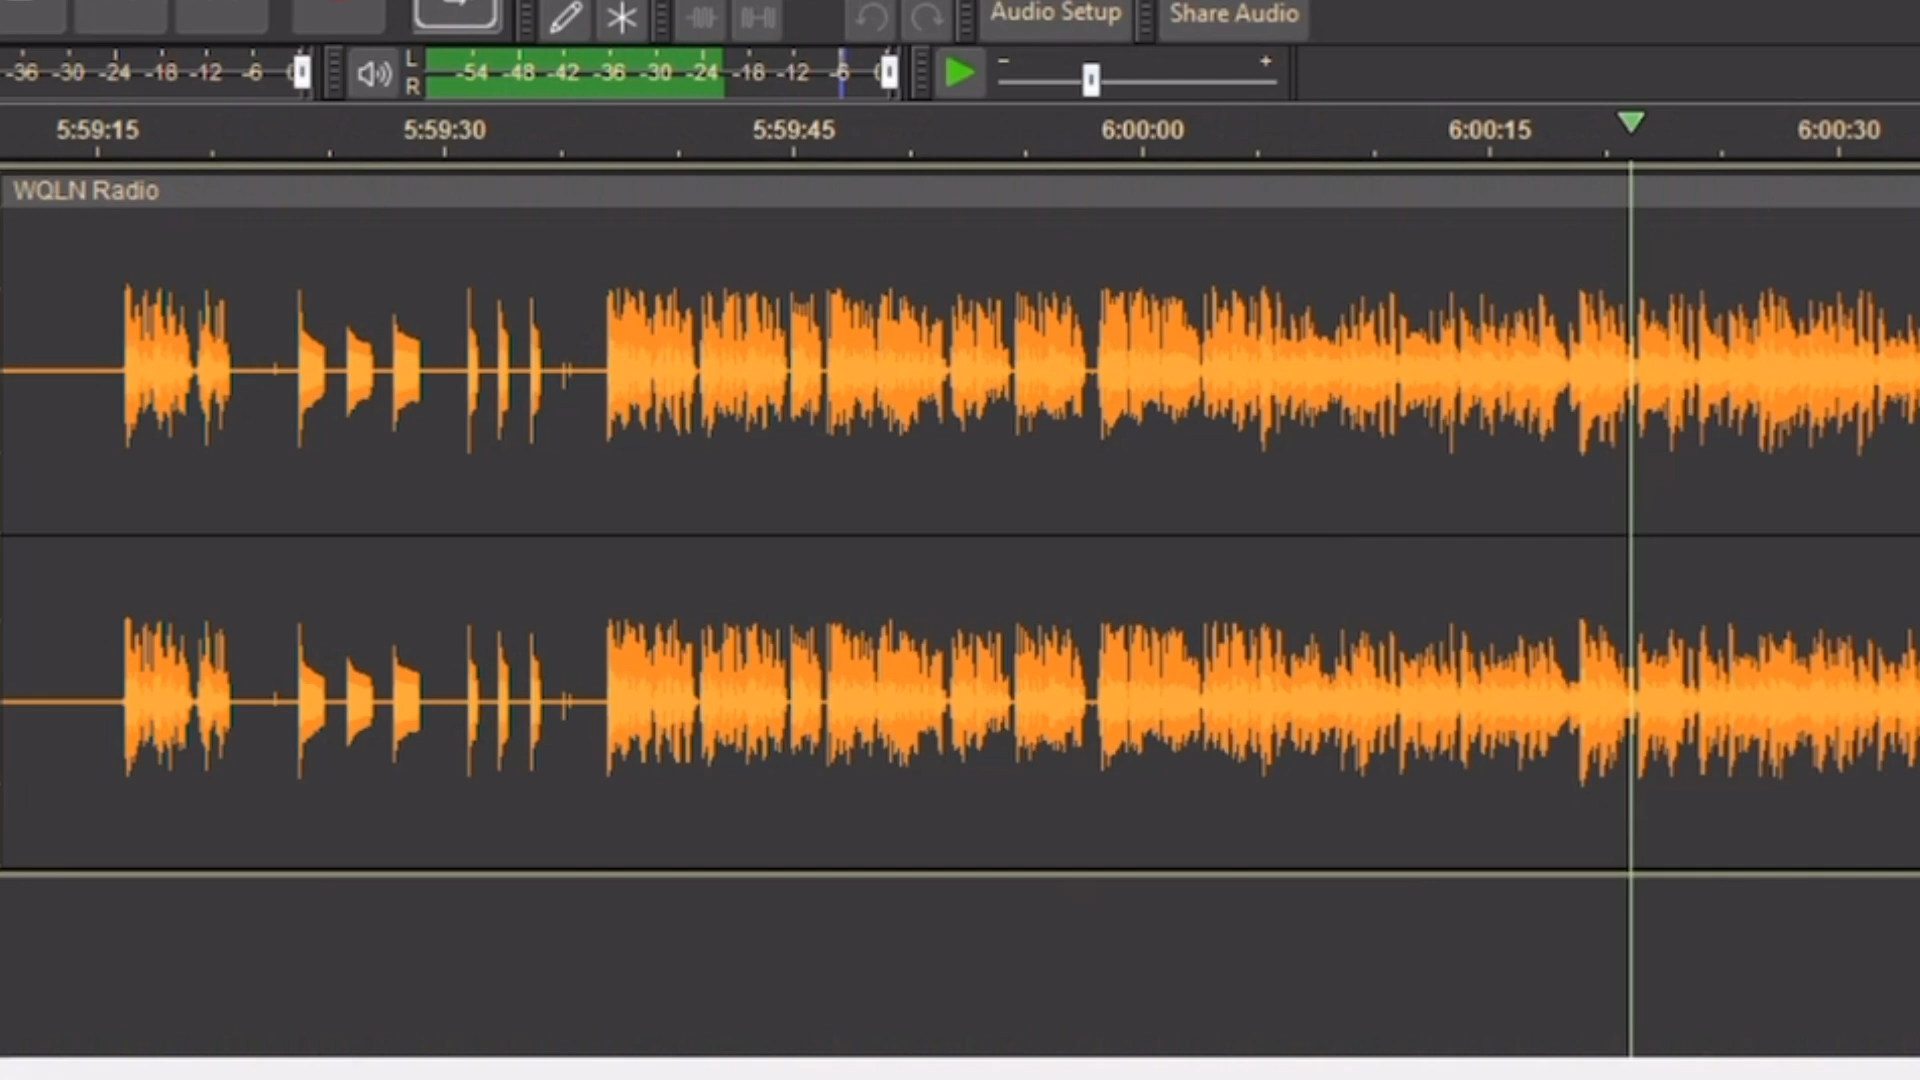 Audio Setup
Share Audio
-36 -30 -24 -18 -12 -6
L
R
-54 -48 -42 -36 -30 -24 -18 -12 -6
- +
5:59:15 5:59:30 5:59:45 6:00:00 6:00:15 6:00:30
WQLN Radio